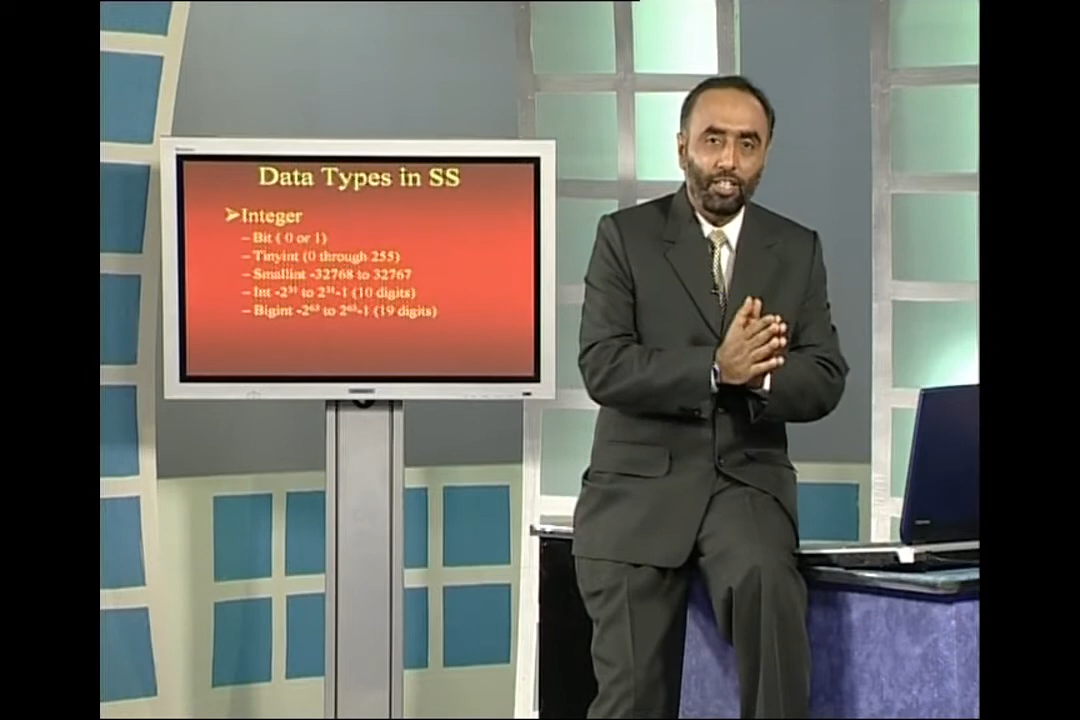 Data Types in SS
➢Integer
– Bit ( 0 or 1)
– Tinyint (0 through 255)
– Smallint -32768 to 32767
– Int -2³¹ to 2³¹-1 (10 digits)
– Bigint -2⁶³ to 2⁶³-1 (19 digits)